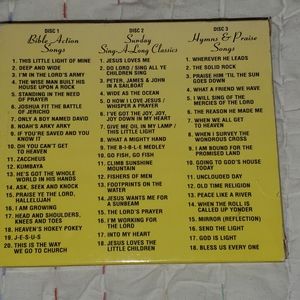 DISC 1
Bible Action
Songs
1. THIS LITTLE LIGHT OF MINE
2. DEEP AND WIDE
3. I'M IN THE LORD'S ARMY
4. THE WISE MAN BUILT HIS
HOUSE UPON A ROCK
5. STANDING IN THE NEED
OF PRAYER
6. JOSHUA FIT THE BATTLE
OF JERICHO
7. ONLY A BOY NAMED DAVID
8. NOAH'S ARKY ARKY
9. IF YOU'RE SAVED AND YOU
KNOW IT
10. OH YOU CAN'T GET TO
HEAVEN
11. ZACCHEUS
12. KUMBAYA
13. HE'S GOT THE WHOLE
WORLD IN HIS HANDS
14. ASK, SEEK AND KNOCK
15. PRAISE YE THE LORD,
HALLELUJAH
16. I AM GROWING
17. HEAD AND SHOULDERS,
KNEES AND TOES
18. HEAVEN'S HOKEY POKEY
19. J-E-S-U-S
20. THIS IS THE WAY
WE GO TO CHURCH
DISC 2
Sunday
Sing-A-Long Classics
1. JESUS LOVES ME
2. DO LORD / SING ALL YE
CHILDREN SING
3. PETER, JAMES & JOHN
IN A SAILBOAT
4. WIDE AS THE OCEAN
5. O HOW I LOVE JESUS /
WHISPER A PRAYER
6. I'VE GOT THE JOY, JOY,
JOY DOWN IN MY HEART
7. GIVE ME OIL IN MY LAMP /
THIS LITTLE LIGHT
8. WHAT A MIGHTY HAND
9. THE B-I-B-L-E MEDLEY
10. GO FISH, GO FISH
11. CLIMB SUNSHINE
MOUNTAIN
12. FISHERS OF MEN
13. FOOTPRINTS ON THE
WATER
14. JESUS WANTS ME FOR
A SUNBEAM
15. THE LORD'S PRAYER
16. I'M WORKING FOR
THE LORD
17. INTO MY HEART
18. JESUS LOVES THE
LITTLE CHILDREN
DISC 3
Hymns & Praise
Songs
1. WHEREVER HE LEADS
2. THE SOLID ROCK
3. PRAISE HIM 'TIL THE SUN
GOES DOWN
4. WHAT A FRIEND WE HAVE
5. I WILL SING OF THE
MERCIES OF THE LORD
6. THE REASON HE MADE ME
7. WHEN WE ALL GET
TO HEAVEN
8. WHEN I SURVEY THE
WONDROUS CROSS
9. I AM BOUND FOR THE
PROMISED LAND
10. GOING TO GOD'S HOUSE
TODAY
11. UNCLOUDED DAY
12. OLD TIME RELIGION
13. PEACE LIKE A RIVER
14. WHEN THE ROLL IS
CALLED UP YONDER
15. MIRROR (REFLECTION)
16. SEND THE LIGHT
17. GOD IS LIGHT
18. BLESS US EVERY ONE